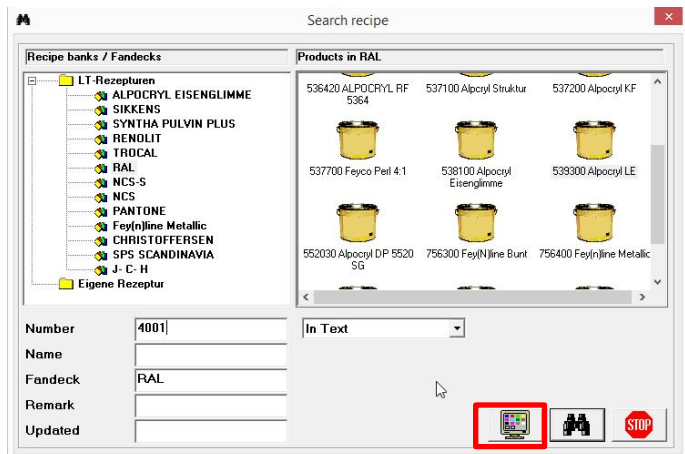 Search recipe
Recipe banks / Fandecks
Products in RAL
LT-Rezepturen
ALPOCRYL EISENGLIMME
SIKKENS
SYNTHA PULVIN PLUS
RENOLIT
TROCAL
RAL
NCS-S
NCS
PANTONE
Fey(n)line Metallic
CHRISTOFFERSEN
SPS SCANDINAVIA
J- C- H
Eigene Rezeptur
536420 ALPOCRYL RF
5364
537100 Alpcryl Struktur
537200 Alpocryl KF
537700 Feyco Perl 4:1
538100 Alpocryl
Eisenglimme
539300 Alpocryl LE
552030 Alpocryl DP 5520
SG
756300 Fey(N)line Bunt
756400 Fey(n)line Metallic
Number
4001
In Text
Name
Fandeck
RAL
Remark
Updated
STOP